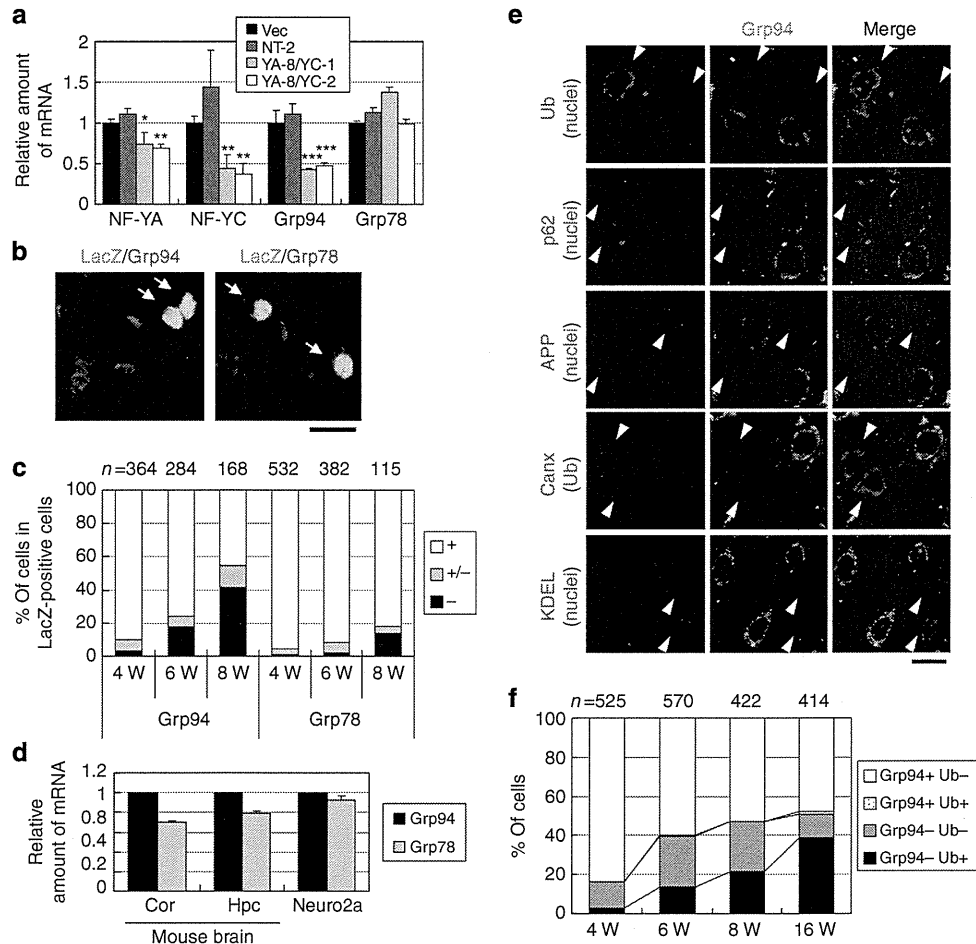 a
Vec
NT-2
YA-8/YC-1
YA-8/YC-2
Relative amount
of mRNA
2
1.5
1
0.5
0
*
**
**
**
***
***
NF-YA NF-YC Grp94 Grp78
b
LacZ/Grp94 LacZ/Grp78
c
n=364 284 168 532 382 115
% Of cells in
LacZ-positive cells
100
80
60
40
20
0
+
+/−
−
4 W 6 W 8 W 4 W 6 W 8 W
Grp94 Grp78
d
Relative
amount of mRNA
1.2
1
0.8
0.6
0.4
0.2
0
Grp94
Grp78
Cor Hpc Neuro2a
Mouse brain
e
Grp94 Merge
Ub
(nuclei)
p62
(nuclei)
APP
(nuclei)
Canx
(Ub)
KDEL
(nuclei)
f
n=525 570 422 414
% Of cells
100
80
60
40
20
0
Grp94+ Ub−
Grp94+ Ub+
Grp94− Ub−
Grp94− Ub+
4 W 6 W 8 W 16 W